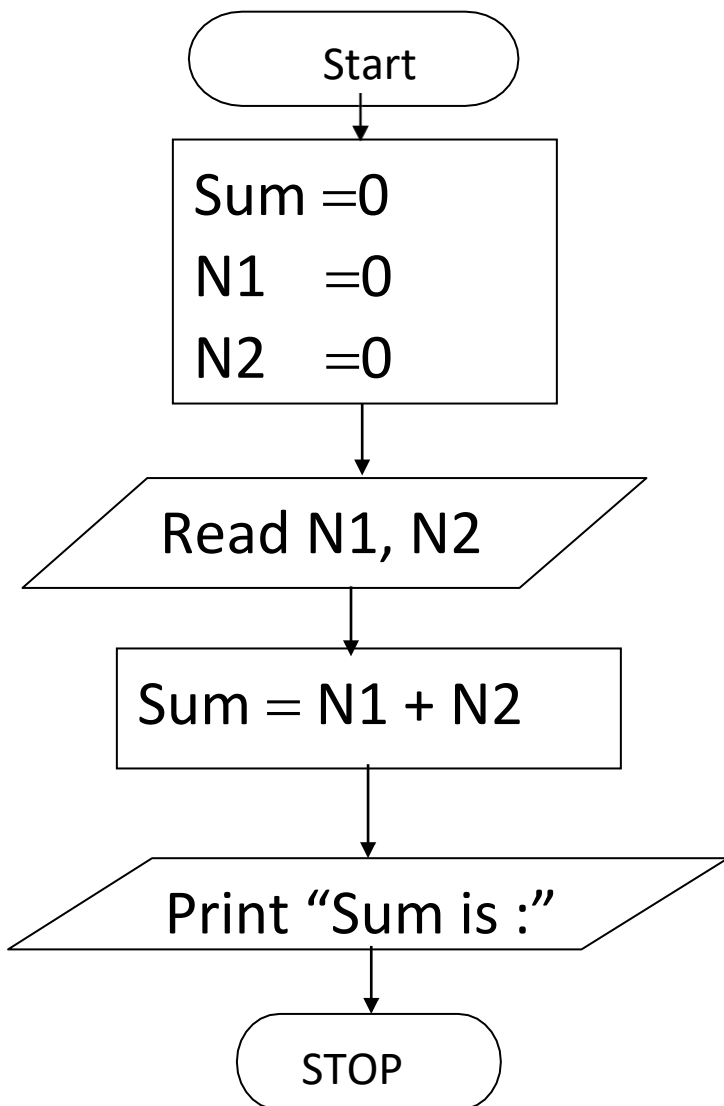 Start
Sum =0
N1 =0
N2 =0
Read N1, N2
Sum = N1 + N2
Print “Sum is :”
STOP